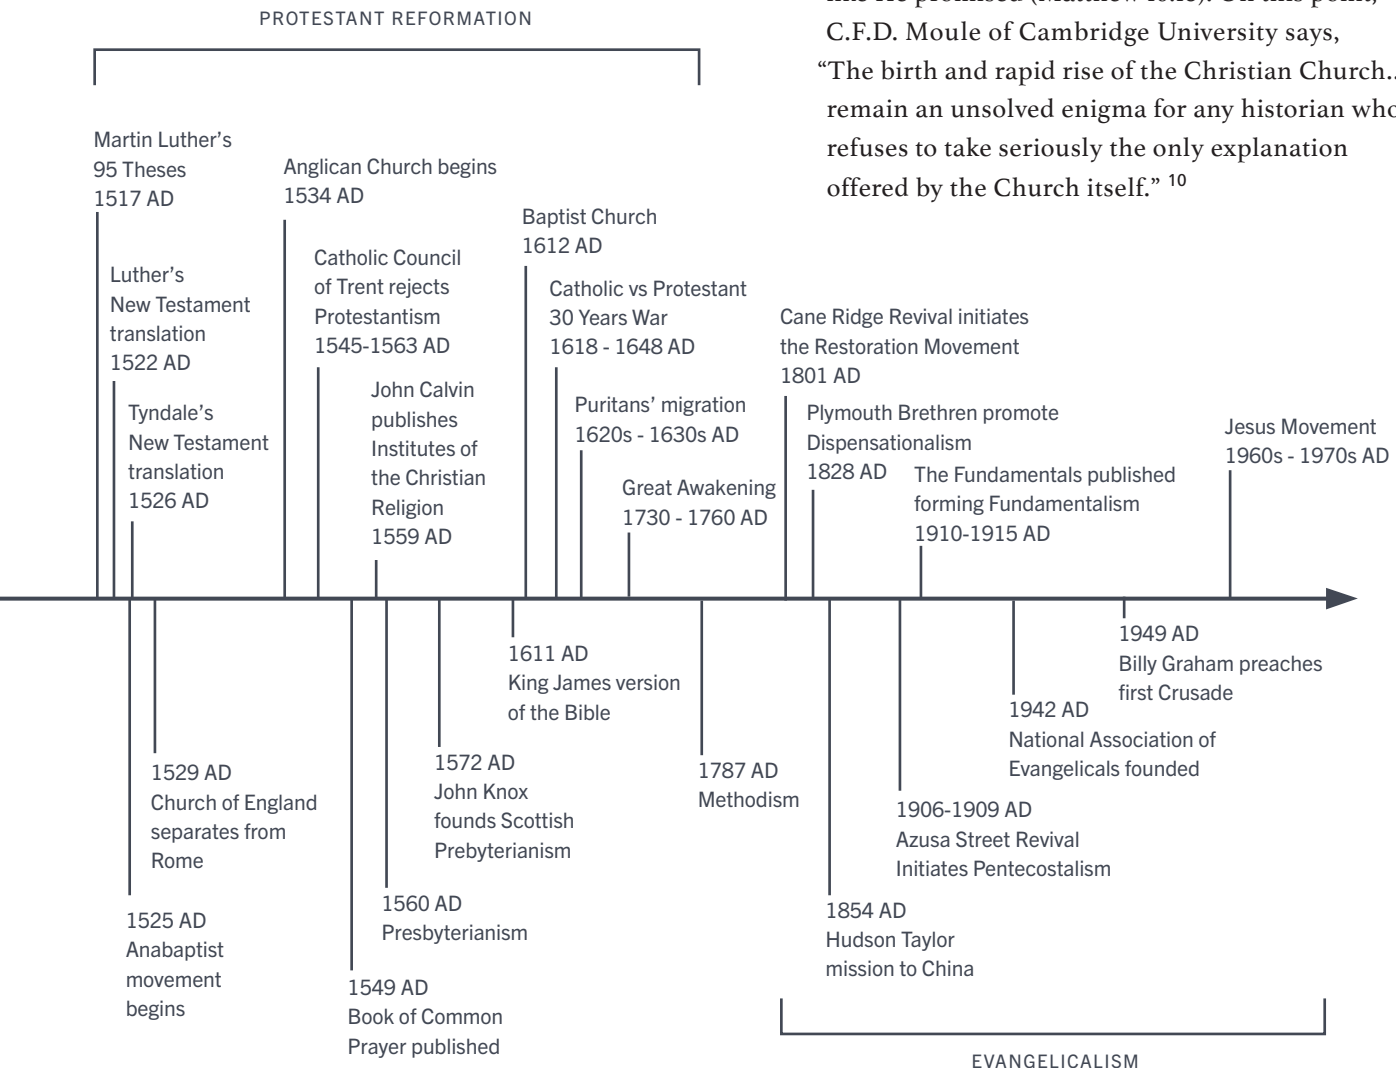 PROTESTANT REFORMATION
C.F.D. Moule of Cambridge University says,
“The birth and rapid rise of the Christian Church..
remain an unsolved enigma for any historian who
refuses to take seriously the only explanation
offered by the Church itself.” 10
Martin Luther’s
95 Theses
1517 AD
Luther’s
New Testament
translation
1522 AD
Tyndale’s
New Testament
translation
1526 AD
Anglican Church begins
1534 AD
Catholic Council
of Trent rejects
Protestantism
1545-1563 AD
John Calvin
publishes
Institutes of
the Christian
Religion
1559 AD
Baptist Church
1612 AD
Catholic vs Protestant
30 Years War
1618 - 1648 AD
Puritans’ migration
1620s - 1630s AD
Great Awakening
1730 - 1760 AD
Cane Ridge Revival initiates
the Restoration Movement
1801 AD
Plymouth Brethren promote
Dispensationalism
1828 AD
The Fundamentals published
forming Fundamentalism
1910-1915 AD
Jesus Movement
1960s - 1970s AD
1525 AD
Anabaptist
movement
begins
1529 AD
Church of England
separates from
Rome
1549 AD
Book of Common
Prayer published
1560 AD
Presbyterianism
1572 AD
John Knox
founds Scottish
Prebyterianism
1611 AD
King James version
of the Bible
1787 AD
Methodism
1854 AD
Hudson Taylor
mission to China
1906-1909 AD
Azusa Street Revival
Initiates Pentecostalism
1942 AD
National Association of
Evangelicals founded
1949 AD
Billy Graham preaches
first Crusade
EVANGELICALISM